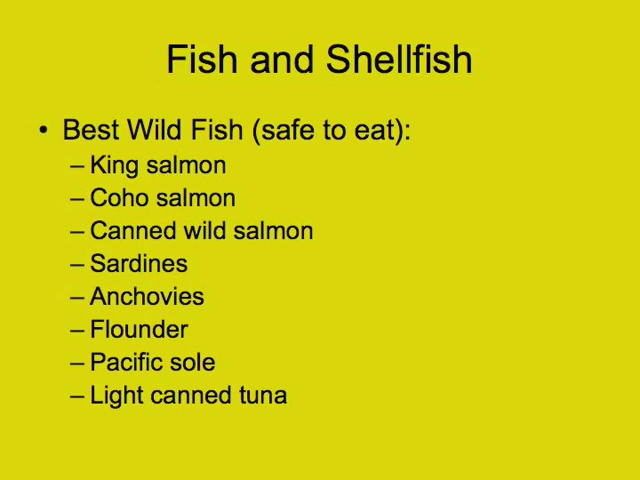 Fish and Shellfish
• Best Wild Fish (safe to eat):
– King salmon
– Coho salmon
– Canned wild salmon
– Sardines
– Anchovies
– Flounder
– Pacific sole
– Light canned tuna